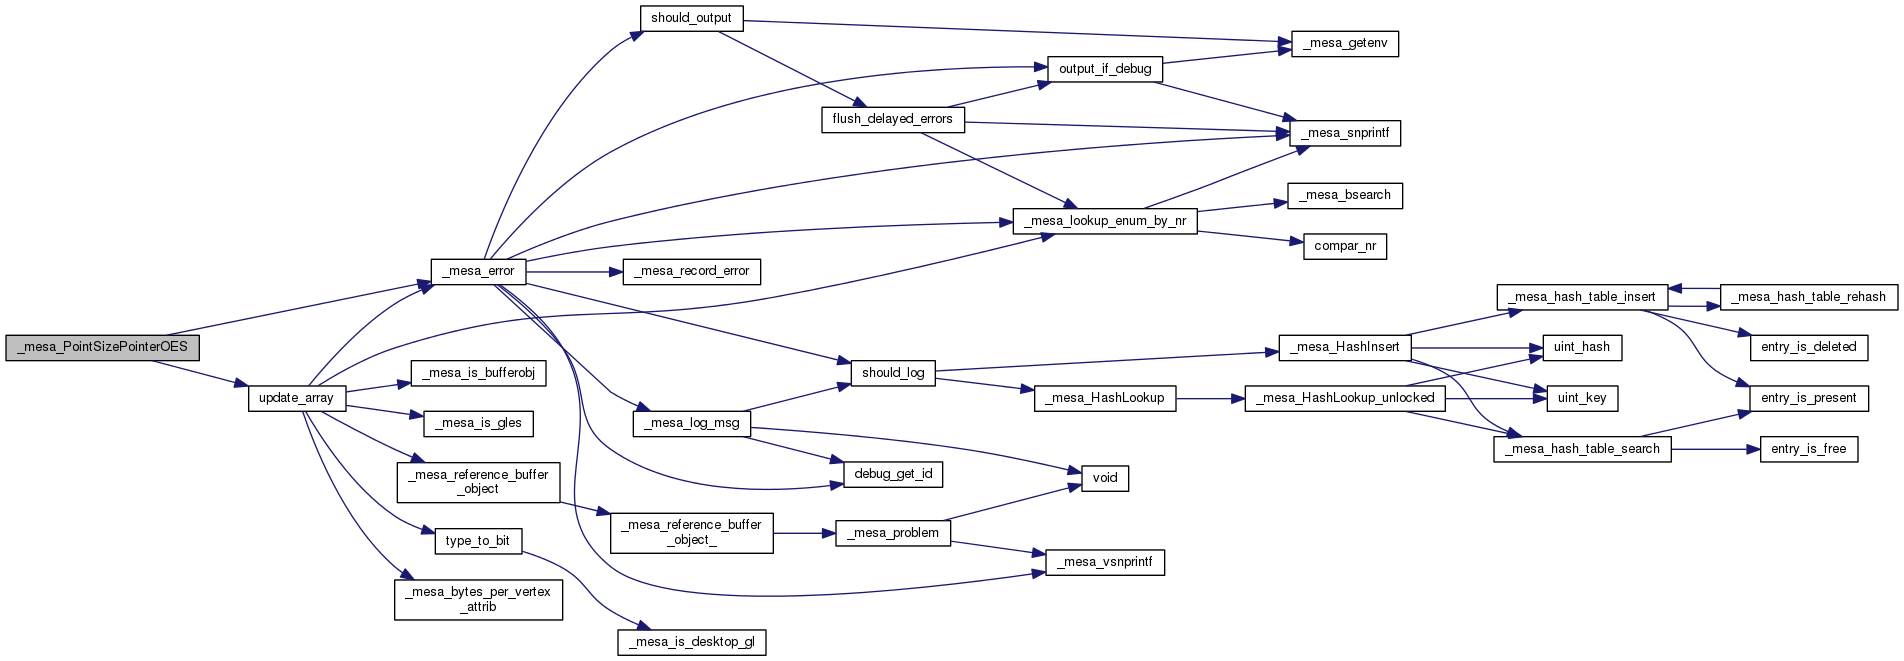 should_output
_mesa_getenv
output_if_debug
flush_delayed_errors
_mesa_snprintf
_mesa_bsearch
_mesa_lookup_enum_by_nr
compar_nr
_mesa_error
_mesa_record_error
_mesa_hash_table_insert
_mesa_hash_table_rehash
_mesa_PointSizePointerOES
_mesa_HashInsert
uint_hash
entry_is_deleted
_mesa_is_bufferobj
should_log
update_array
_mesa_HashLookup
_mesa_HashLookup_unlocked
uint_key
entry_is_present
_mesa_is_gles
_mesa_log_msg
_mesa_hash_table_search
entry_is_free
_mesa_reference_buffer
_object
debug_get_id
void
_mesa_reference_buffer
_object_
_mesa_problem
type_to_bit
_mesa_vsnprintf
_mesa_bytes_per_vertex
_attrib
_mesa_is_desktop_gl